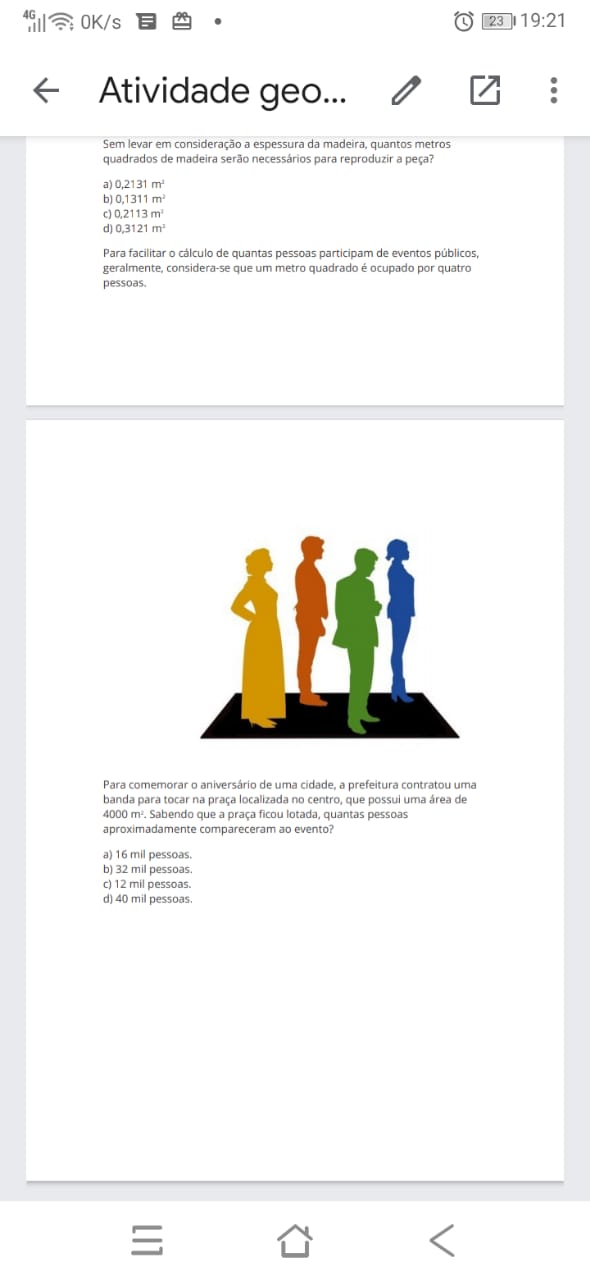 4G 0K/s 23 19:21
Atividade geo...
Sem levar em consideração a espessura da madeira, quantos metros
quadrados de madeira serão necessários para reproduzir a peça?
a) 0,2131 m²
b) 0,1311 m²
c) 0,2113 m²
d) 0,3121 m²
Para facilitar o cálculo de quantas pessoas participam de eventos públicos,
geralmente, considera-se que um metro quadrado é ocupado por quatro
pessoas.
Para comemorar o aniversário de uma cidade, a prefeitura contratou uma
banda para tocar na praça localizada no centro, que possui uma área de
4000 m². Sabendo que a praça ficou lotada, quantas pessoas
aproximadamente compareceram ao evento?
a) 16 mil pessoas.
b) 32 mil pessoas.
c) 12 mil pessoas.
d) 40 mil pessoas.